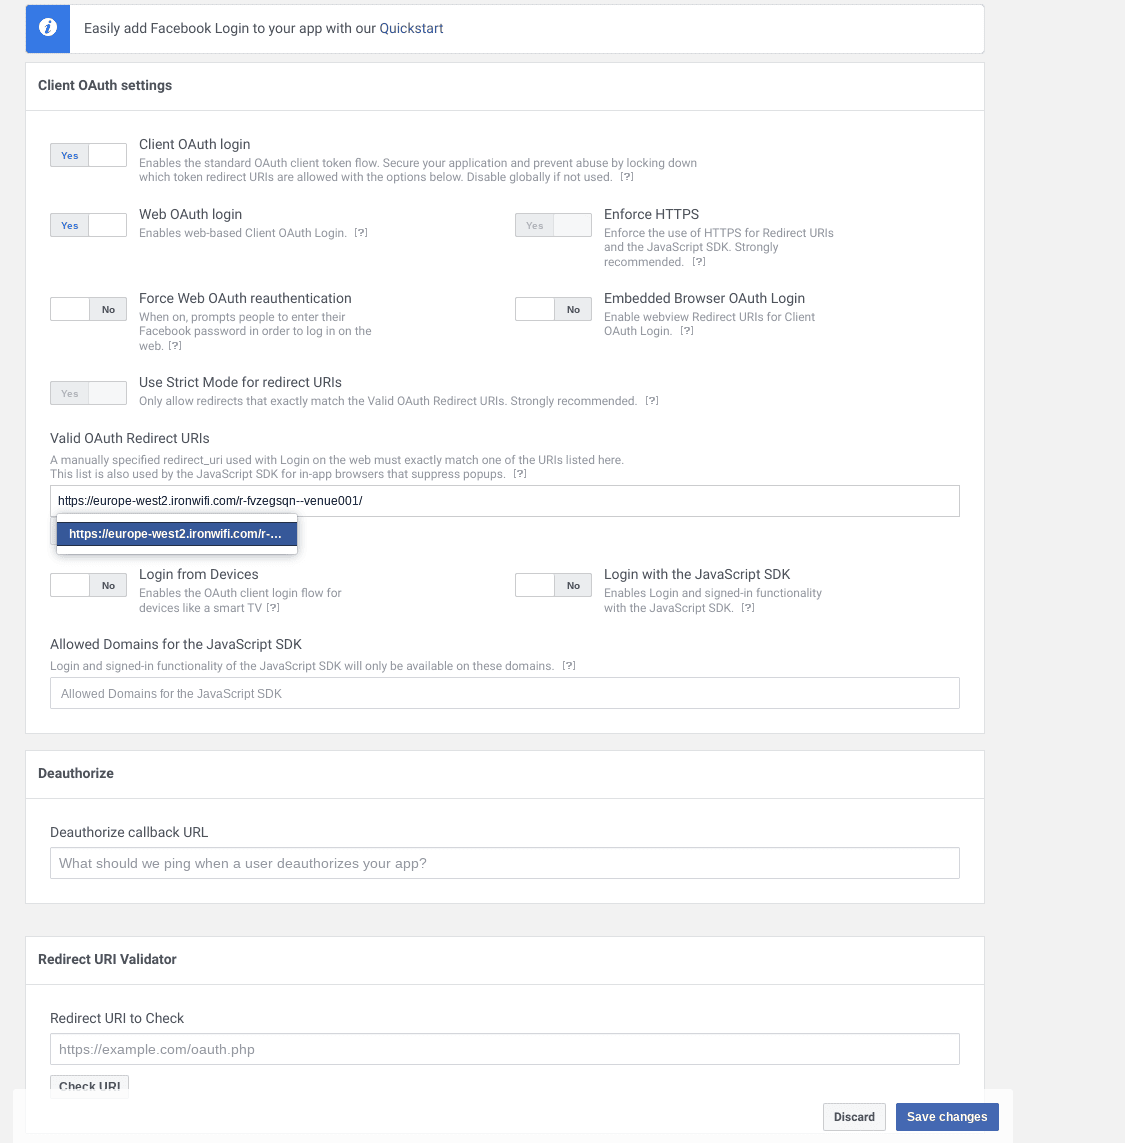 Easily add Facebook Login to your app with our Quickstart
Client OAuth settings
Yes
Client OAuth login
Enables the standard OAuth client token flow. Secure your application and prevent abuse by locking down
which token redirect URIs are allowed with the options below. Disable globally if not used. [?]
Yes
Web OAuth login
Enables web-based Client OAuth Login. [?]
Yes
Enforce HTTPS
Enforce the use of HTTPS for Redirect URIs
and the JavaScript SDK. Strongly
recommended. [?]
No
Force Web OAuth reauthentication
When on, prompts people to enter their
Facebook password in order to log in on the
web. [?]
No
Embedded Browser OAuth Login
Enable webview Redirect URIs for Client
OAuth Login. [?]
Yes
Use Strict Mode for redirect URIs
Only allow redirects that exactly match the Valid OAuth Redirect URIs. Strongly recommended. [?]
Valid OAuth Redirect URIs
A manually specified redirect_uri used with Login on the web must exactly match one of the URIs listed here.
This list is also used by the JavaScript SDK for in-app browsers that suppress popups. [?]
https://europe-west2.ironwifi.com/r-fvzegsqn--venue001/
https://europe-west2.ironwifi.com/r-...
No
Login from Devices
Enables the OAuth client login flow for
devices like a smart TV [?]
No
Login with the JavaScript SDK
Enables Login and signed-in functionality
with the JavaScript SDK. [?]
Allowed Domains for the JavaScript SDK
Login and signed-in functionality of the JavaScript SDK will only be available on these domains. [?]
Allowed Domains for the JavaScript SDK
Deauthorize
Deauthorize callback URL
What should we ping when a user deauthorizes your app?
Redirect URI Validator
Redirect URI to Check
https://example.com/oauth.php
Check URI
Discard
Save changes